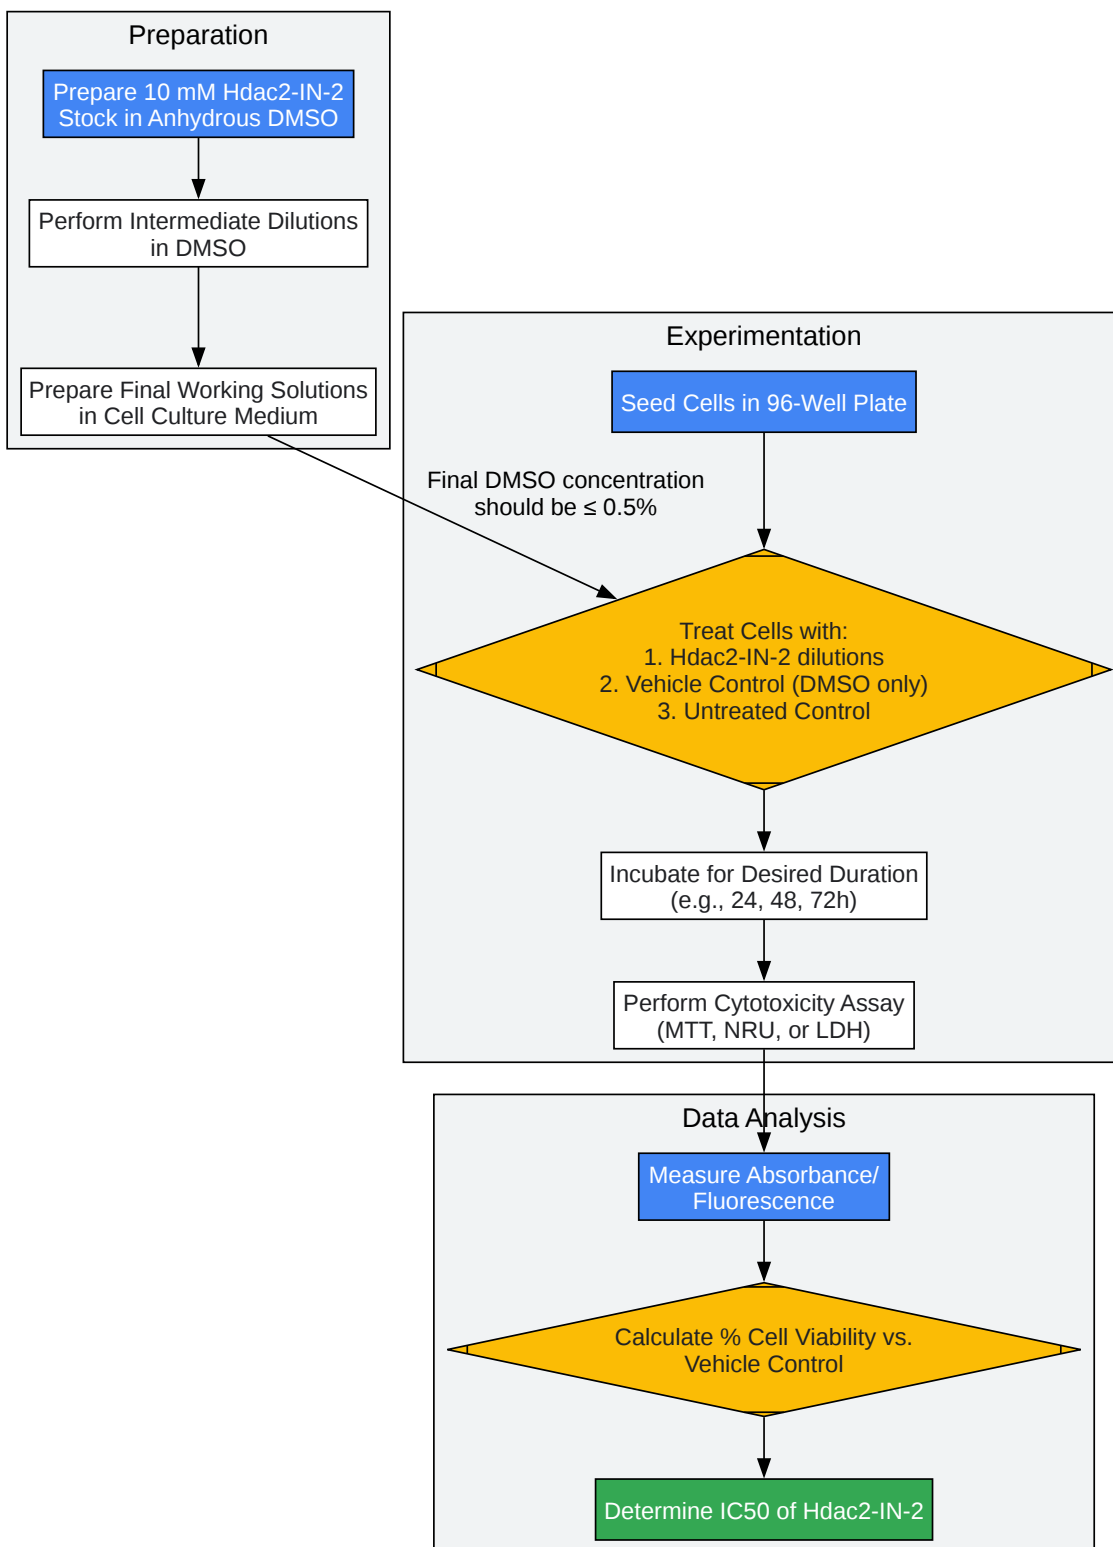 Preparation
Prepare 10 mM Hdac2-IN-2
Stock in Anhydrous DMSO
Perform Intermediate Dilutions
in DMSO
Prepare Final Working Solutions
in Cell Culture Medium
Experimentation
Seed Cells in 96-Well Plate
Final DMSO concentration
should be ≤ 0.5%
Treat Cells with:
1. Hdac2-IN-2 dilutions
2. Vehicle Control (DMSO only)
3. Untreated Control
Incubate for Desired Duration
(e.g., 24, 48, 72h)
Perform Cytotoxicity Assay
(MTT, NRU, or LDH)
Data Analysis
Measure Absorbance/
Fluorescence
Calculate % Cell Viability vs.
Vehicle Control
Determine IC50 of Hdac2-IN-2